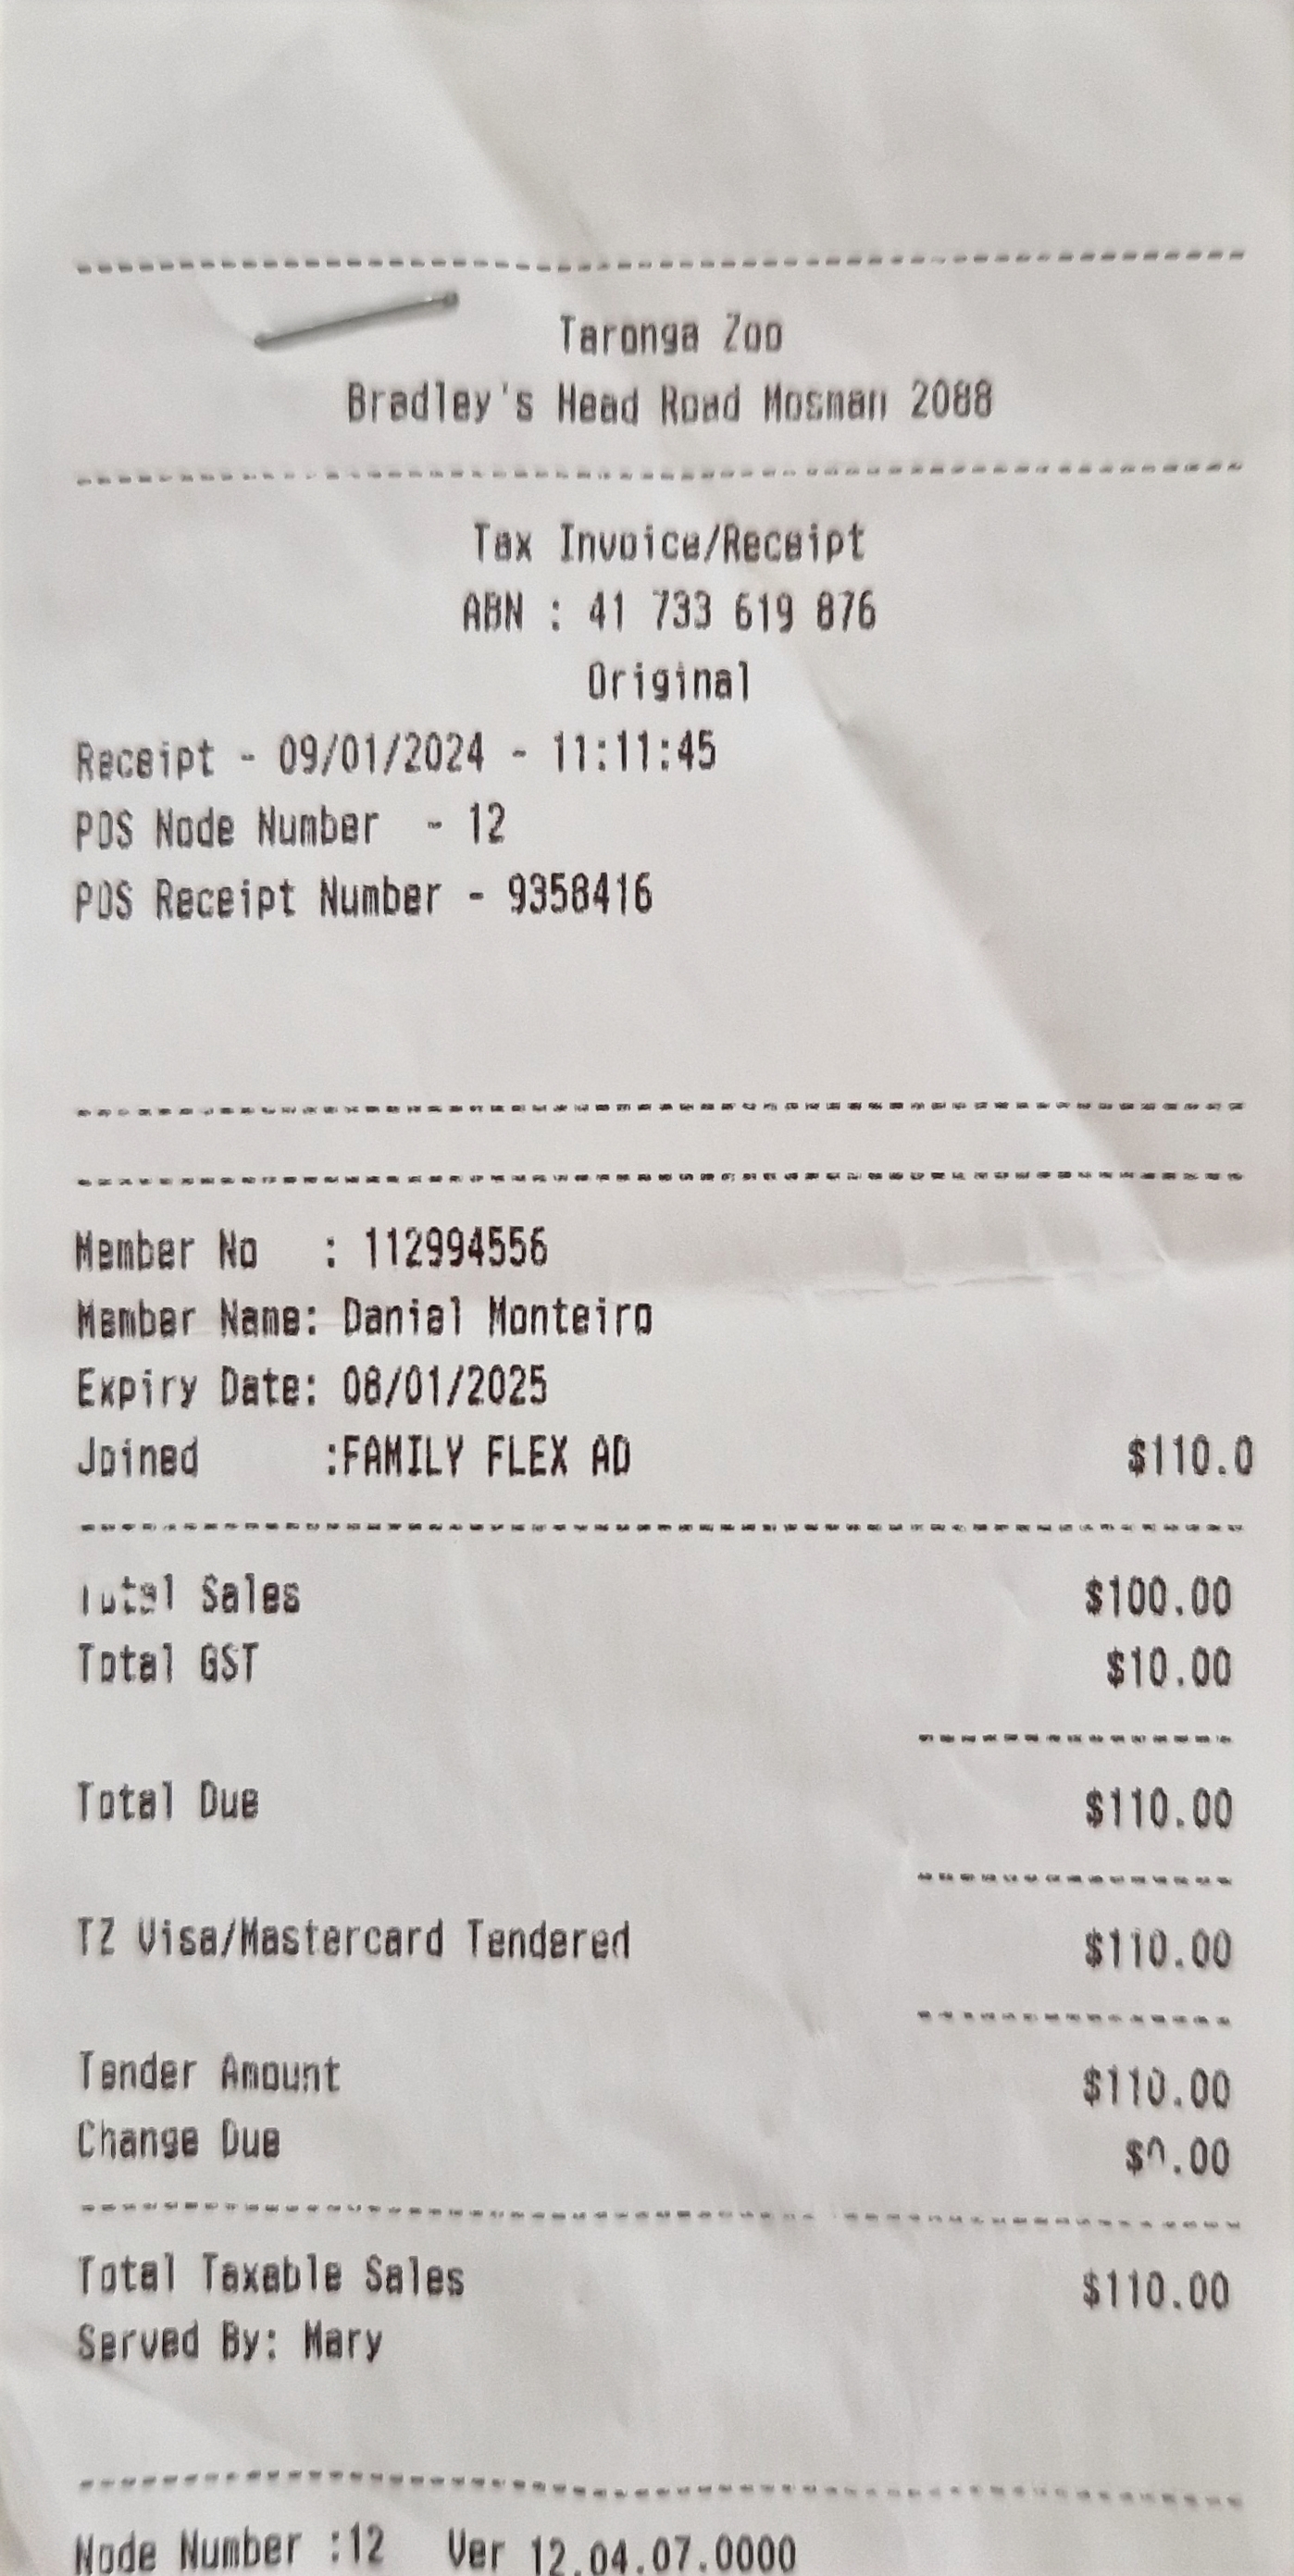 Taronga Zoo
Bradley's Head Road Mosman 2088
Tax Invoice/Receipt
ABN : 41 733 619 876
Original
Receipt - 09/01/2024 - 11:11:45
POS Node Number - 12
POS Receipt Number - 9358416
Member No : 112994556
Member Name: Daniel Monteiro
Expiry Date: 08/01/2025
Joined :FAMILY FLEX AD $110.0
Total Sales $100.00
Total GST $10.00
Total Due $110.00
TZ Visa/Mastercard Tendered $110.00
Tender Amount $110.00
Change Due $0.00
Total Taxable Sales $110.00
Served By: Mary
Node Number :12 Ver 12.04.07.0000